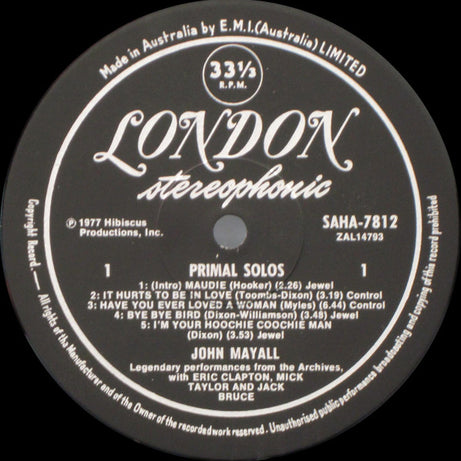 Made in Australia by E.M.I.(Australia) LIMITED
33⅓
R.P.M.
LONDON
stereophonic
℗ 1977 Hibiscus
Productions, Inc.
SAHA-7812
ZAL14793
1 PRIMAL SOLOS 1
1: (Intro) MAUDIE (Hooker) (2.26) Jewel
2: IT HURTS TO BE IN LOVE (Toombs-Dixon) (3.19) Control
3: HAVE YOU EVER LOVED A WOMAN (Myles) (6.44) Control
4: BYE BYE BIRD (Dixon-Williamson) (3.48) Jewel
5: I'M YOUR HOOCHIE COOCHIE MAN
(Dixon) (3.53) Jewel
JOHN MAYALL
Legendary performances from the Archives,
with ERIC CLAPTON, MICK
TAYLOR AND JACK
BRUCE
Copyright Record.— All rights of the Manufacturer and of the Owner of the recorded work reserved. Unauthorised public performance broadcasting and copying of this record prohibited